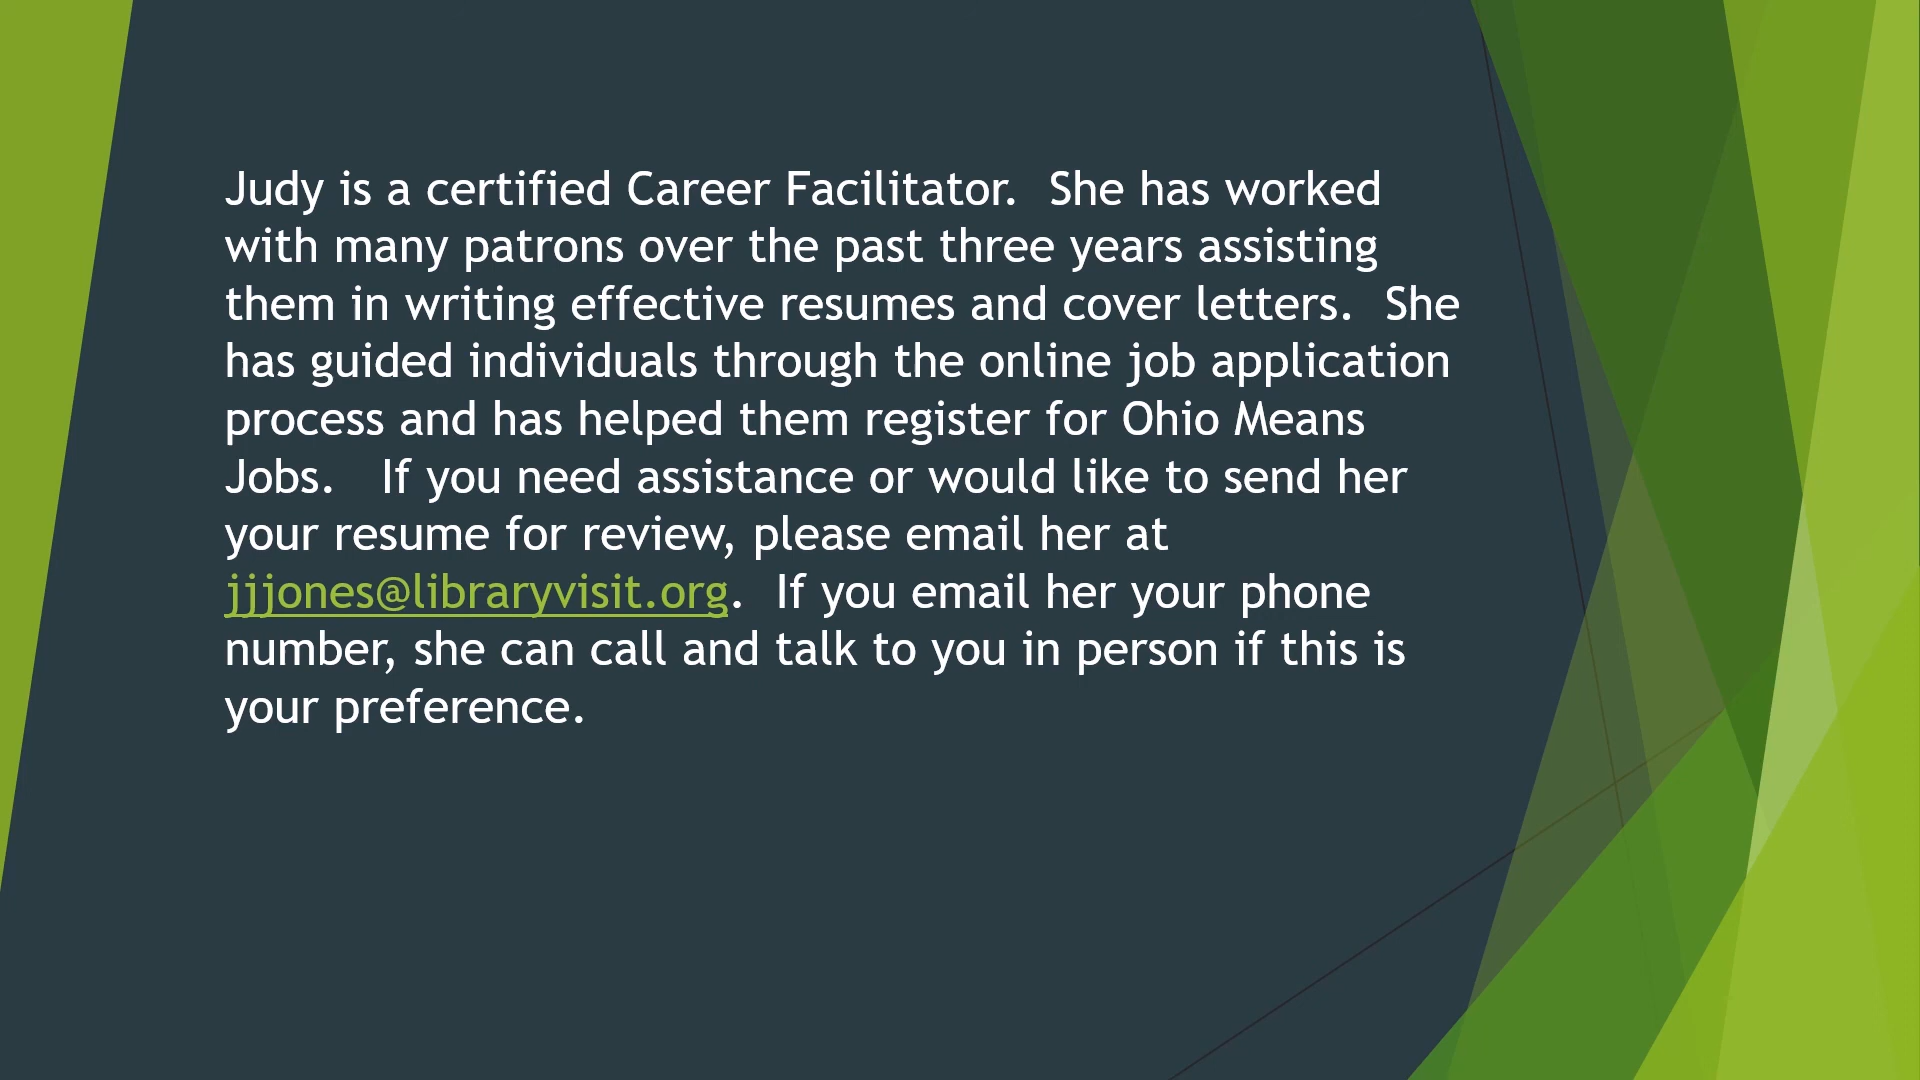 Judy is a certified Career Facilitator.  She has worked
with many patrons over the past three years assisting
them in writing effective resumes and cover letters.  She
has guided individuals through the online job application
process and has helped them register for Ohio Means
Jobs.   If you need assistance or would like to send her
your resume for review, please email her at
jjjones@libraryvisit.org.  If you email her your phone
number, she can call and talk to you in person if this is
your preference.